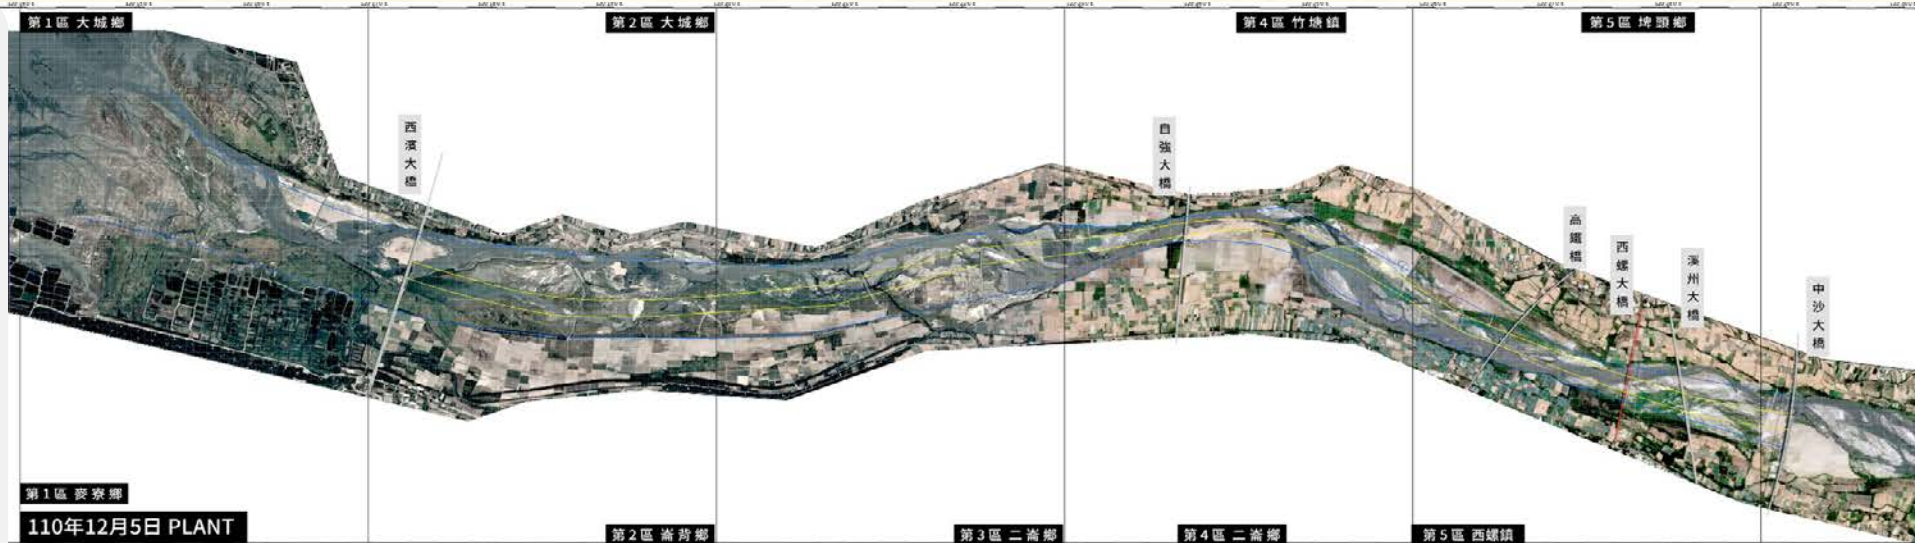 第1區 大城鄉
第2區 大城鄉
第4區 竹塘鎮
第5區 埤頭鄉
西濱大橋
自強大橋
高鐵橋
西螺大橋
溪州大橋
中沙大橋
第1區 麥寮鄉
110年12月5日 PLANT
第2區 崙背鄉
第3區 二崙鄉
第4區 二崙鄉
第5區 西螺鎮